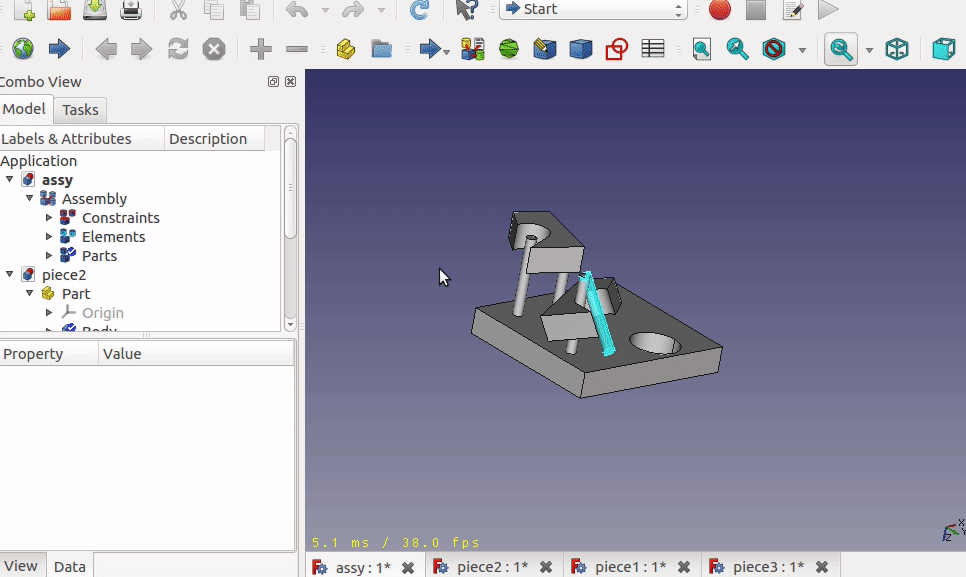 Start
Combo View
Model Tasks
Labels & Attributes Description
Application
assy
Assembly
Constraints
Elements
Parts
piece2
Part
Origin
Body
Property Value
5.1 ms / 38.0 fps
X
Y
Z
View Data
assy : 1* piece2 : 1* piece1 : 1* piece3 : 1*